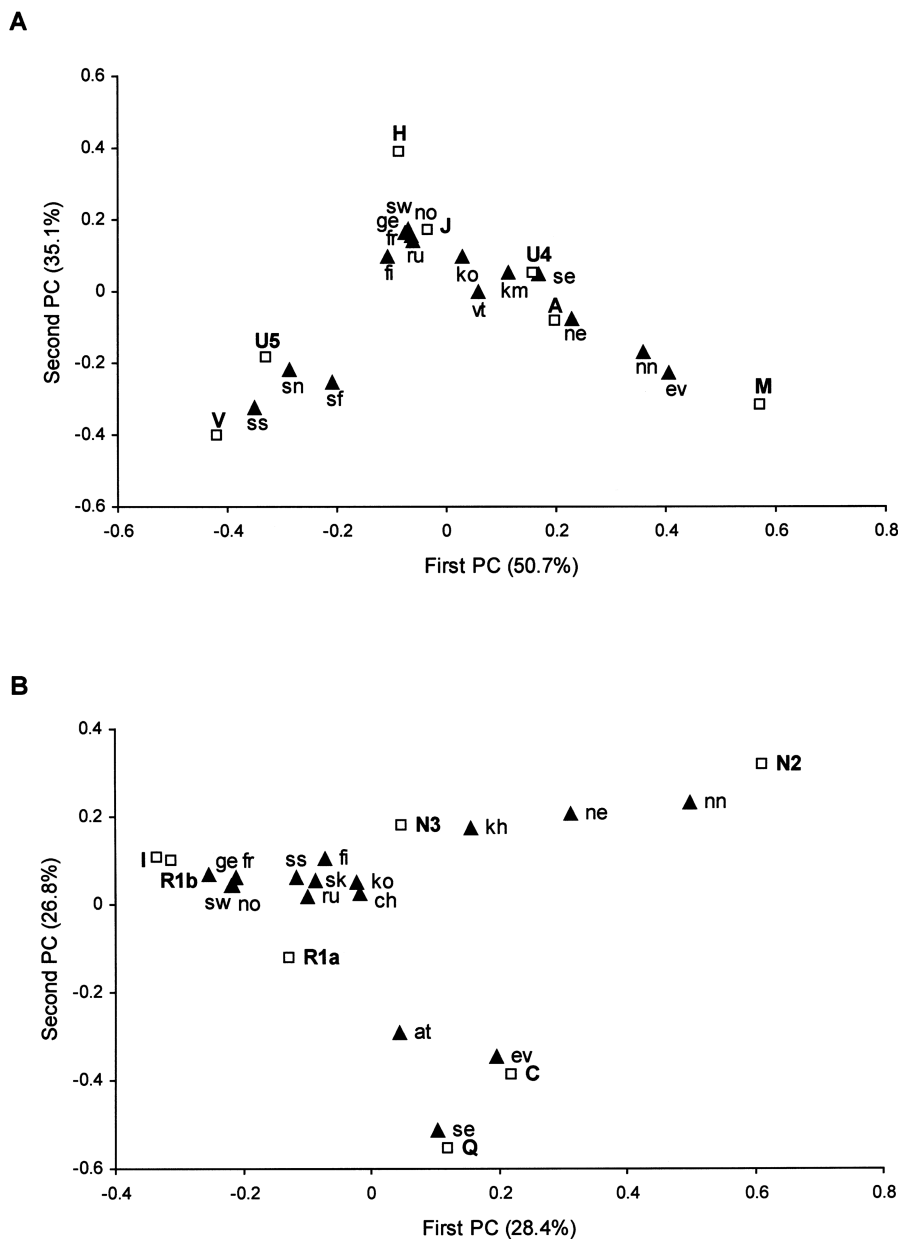 A
0.6
0.4
0.2
0
-0.2
-0.4
-0.6
Second PC (35.1%)
H
sw no
ge J
fr
ru
fi
ko
U4
km se
vt
A
ne
U5
sn
sf
nn
ev
M
V
ss
-0.6 -0.4 -0.2 0 0.2 0.4 0.6 0.8
First PC (50.7%)
B
0.4
0.2
0
-0.2
-0.4
-0.6
Second PC (26.8%)
N2
nn
ne
N3 kh
I ge fr ss fi
R1b sk ko
sw no ru ch
R1a
at
ev
C
se
Q
-0.4 -0.2 0 0.2 0.4 0.6 0.8
First PC (28.4%)